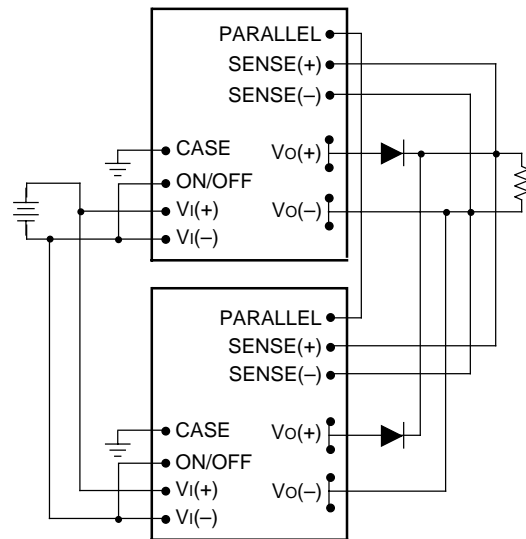 PARALLEL
SENSE(+)
SENSE(–)
CASE
VO(+)
ON/OFF
VI(+)
VO(–)
VI(–)
PARALLEL
SENSE(+)
SENSE(–)
CASE
VO(+)
ON/OFF
VI(+)
VO(–)
VI(–)